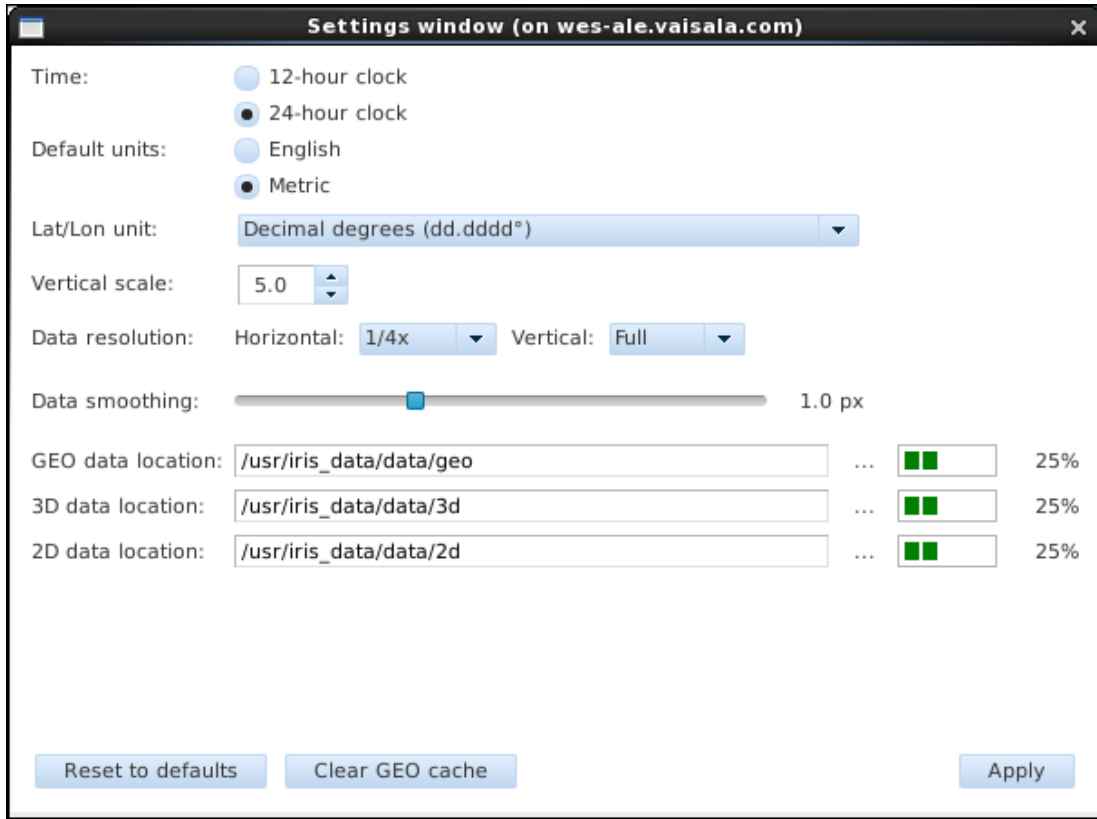 Settings window (on wes-ale.vaisala.com)
Time: 12-hour clock
24-hour clock
Default units: English
Metric
Lat/Lon unit: Decimal degrees (dd.dddd°)
Vertical scale: 5.0
Data resolution: Horizontal: 1/4x Vertical: Full
Data smoothing: 1.0 px
GEO data location: /usr/iris_data/data/geo ... 25%
3D data location: /usr/iris_data/data/3d ... 25%
2D data location: /usr/iris_data/data/2d ... 25%
Reset to defaults Clear GEO cache Apply